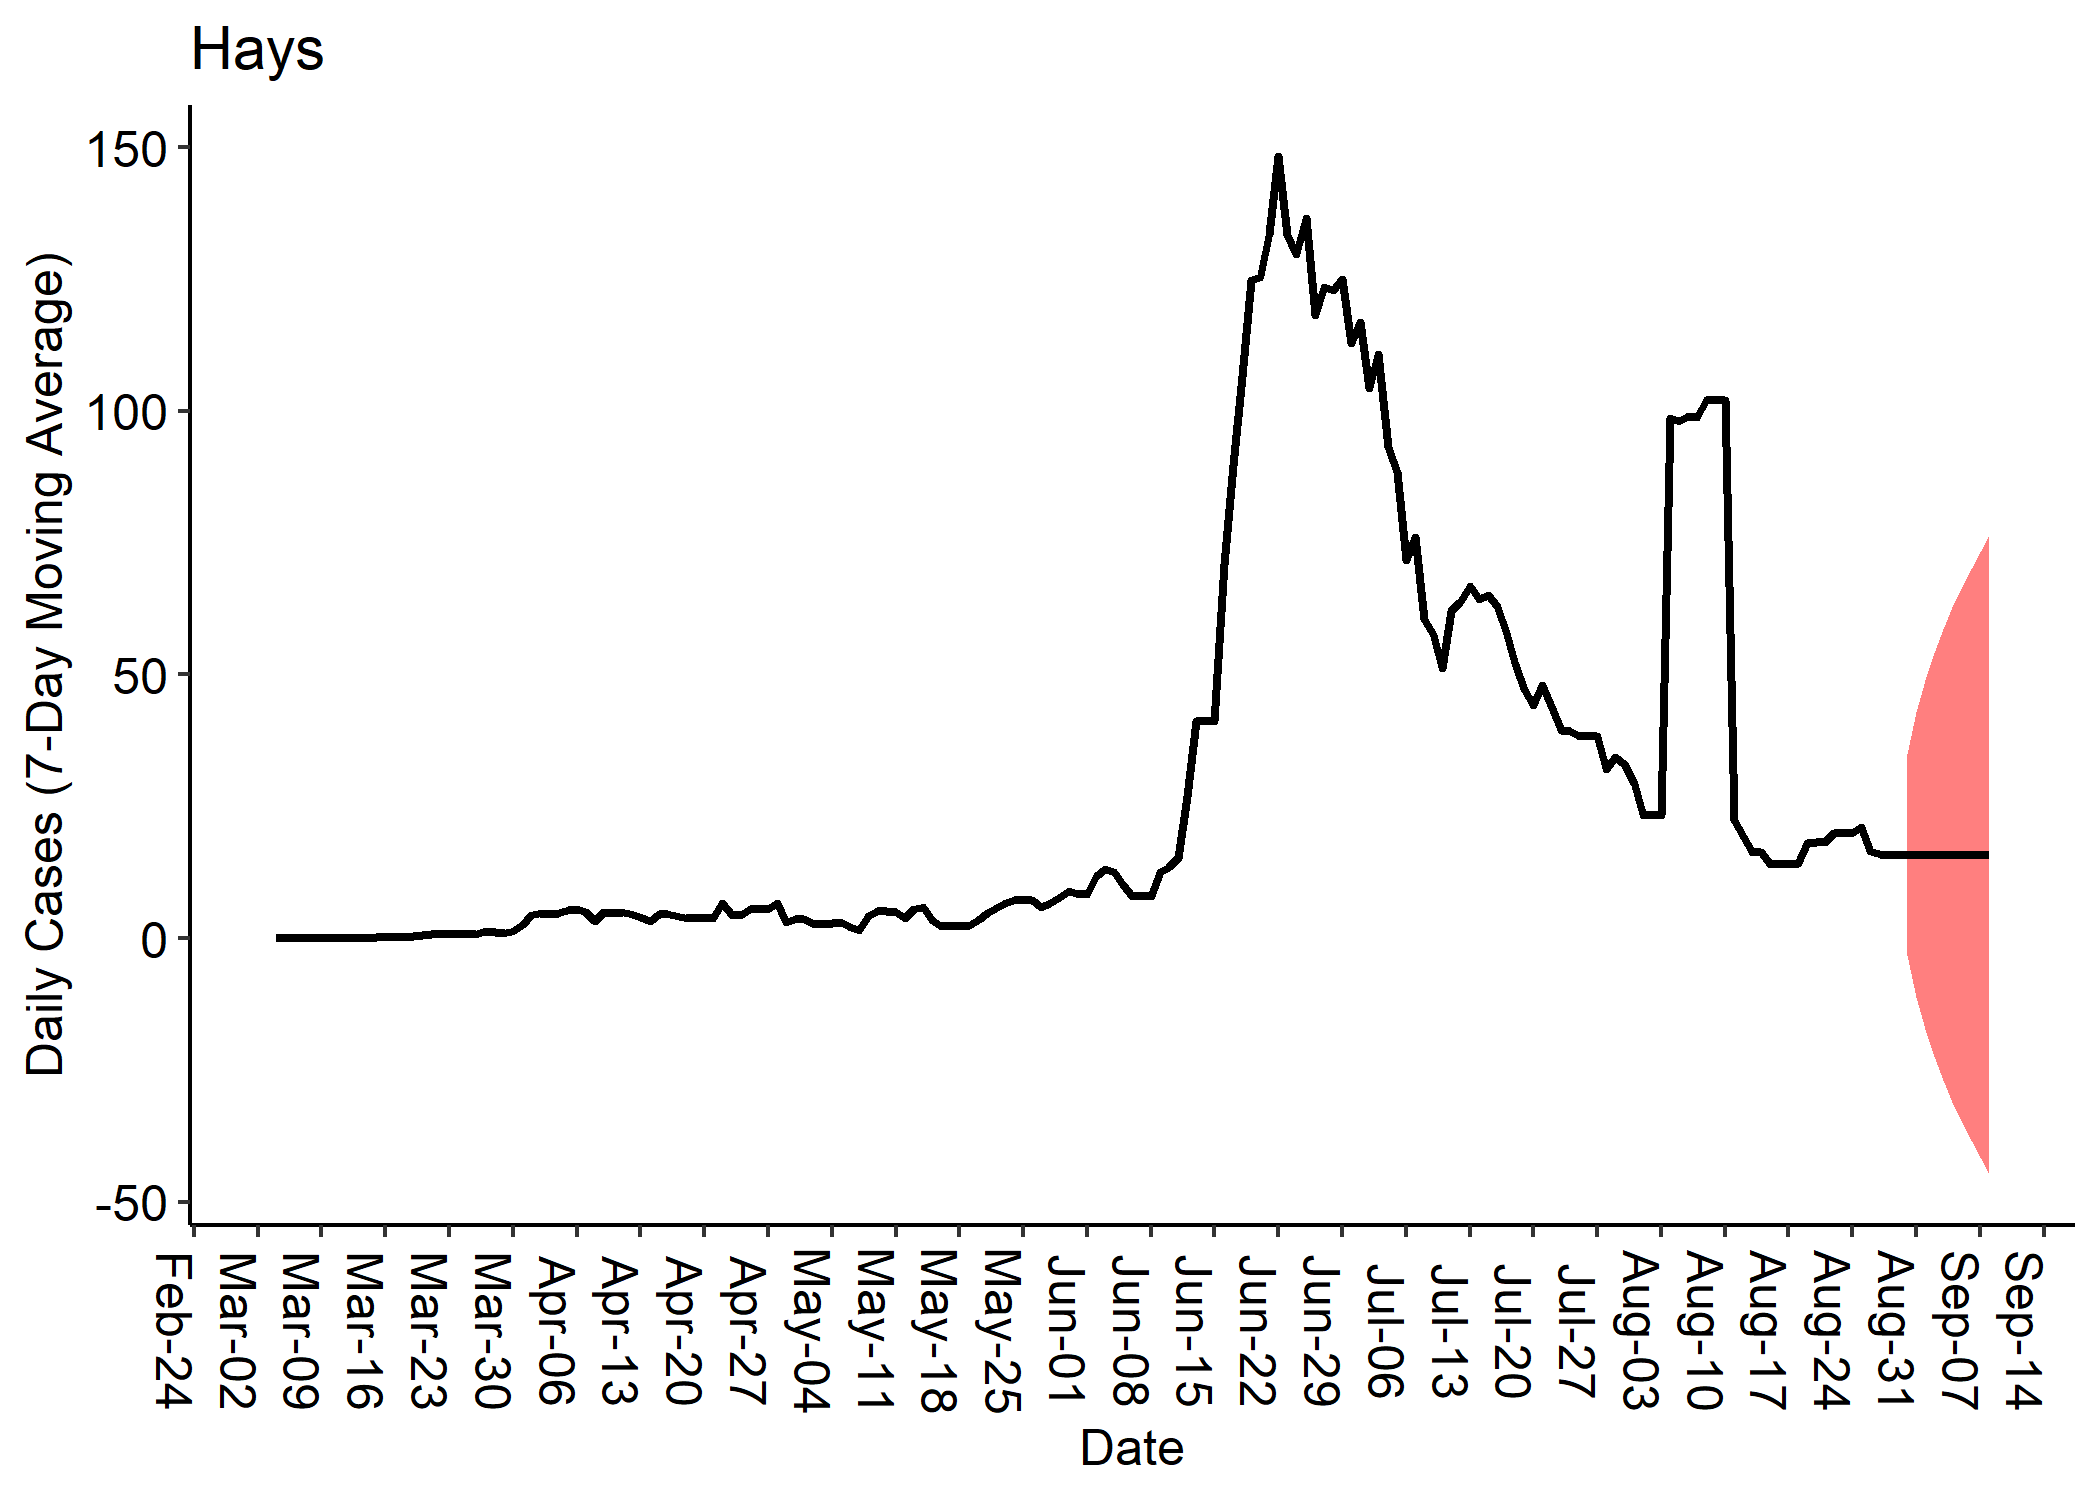 Hays
Daily Cases (7-Day Moving Average)
150
100
50
0
-50
Feb-24
Mar-02
Mar-09
Mar-16
Mar-23
Mar-30
Apr-06
Apr-13
Apr-20
Apr-27
May-04
May-11
May-18
May-25
Jun-01
Jun-08
Jun-15
Jun-22
Jun-29
Jul-06
Jul-13
Jul-20
Jul-27
Aug-03
Aug-10
Aug-17
Aug-24
Aug-31
Sep-07
Sep-14
Date